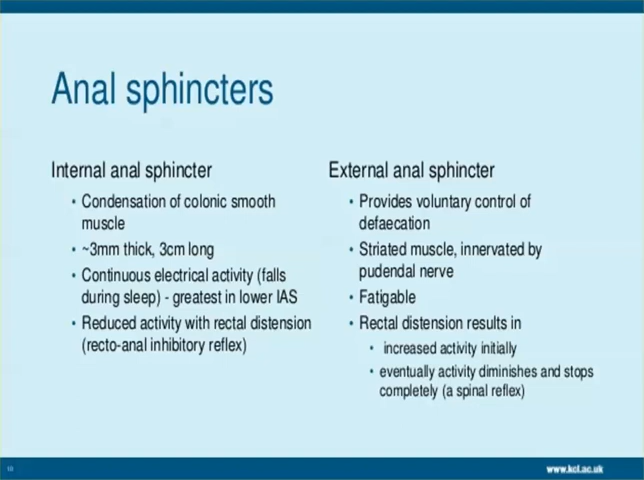 Anal sphincters
Internal anal sphincter
• Condensation of colonic smooth
muscle
• ~3mm thick, 3cm long
• Continuous electrical activity (falls
during sleep) - greatest in lower IAS
• Reduced activity with rectal distension
(recto-anal inhibitory reflex)
External anal sphincter
• Provides voluntary control of
defaecation
• Striated muscle, innervated by
pudendal nerve
• Fatigable
• Rectal distension results in
• increased activity initially
• eventually activity diminishes and stops
completely (a spinal reflex)
www.kcl.ac.uk